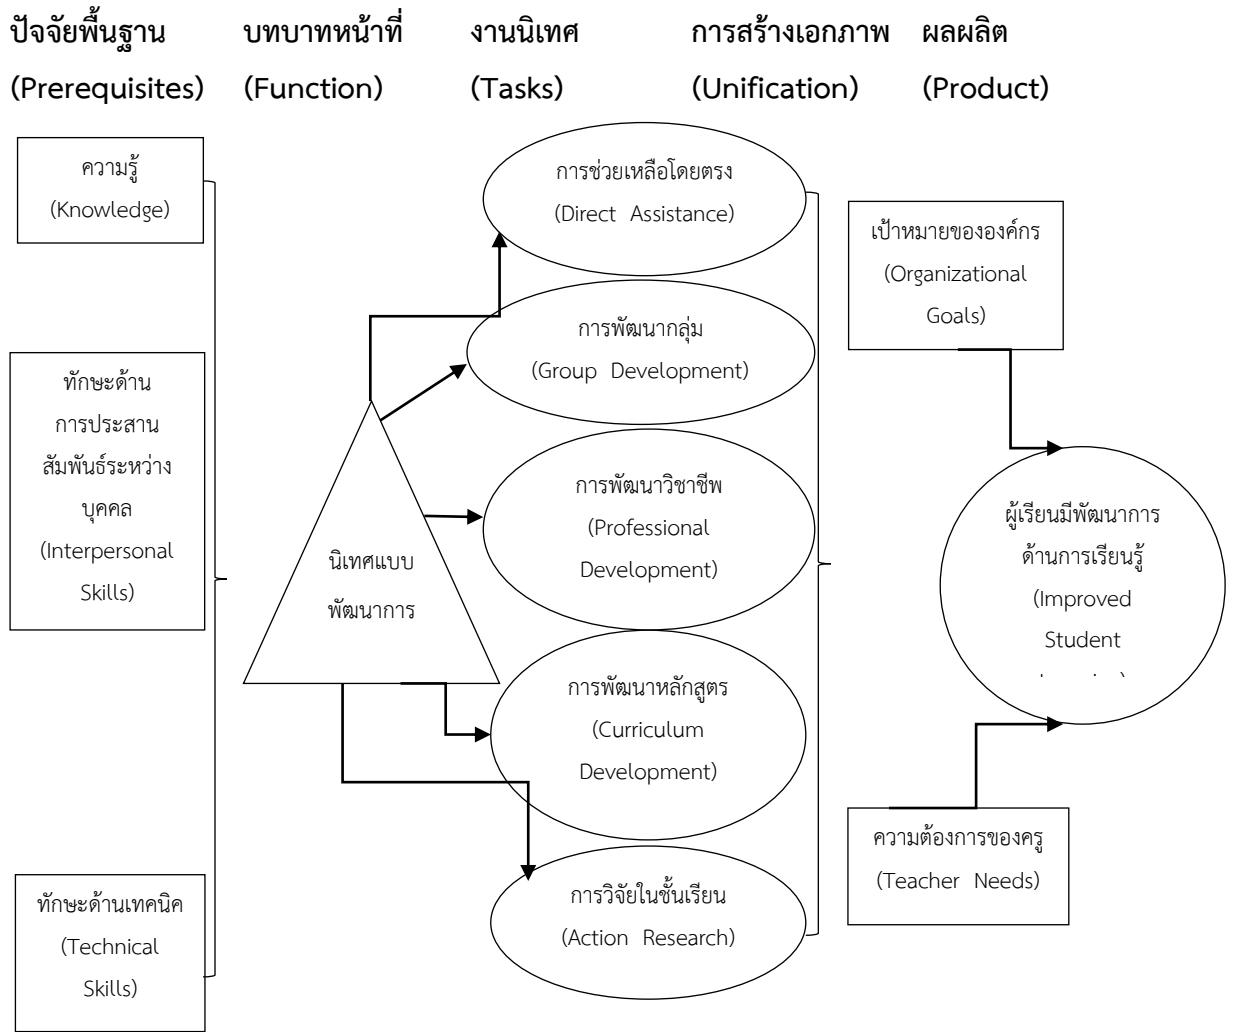 ปัจจัยพื้นฐาน
(Prerequisites)
บทบาทหน้าที่
(Function)
งานนิเทศ
(Tasks)
การสร้างเอกภาพ
(Unification)
ผลผลิต
(Product)
ความรู้
(Knowledge)
ทักษะด้าน
การประสาน
สัมพันธ์ระหว่าง
บุคคล
(Interpersonal
Skills)
ทักษะด้านเทคนิค
(Technical
Skills)
นิเทศแบบ
พัฒนาการ
การช่วยเหลือโดยตรง
(Direct Assistance)
การพัฒนากลุ่ม
(Group Development)
การพัฒนาวิชาชีพ
(Professional
Development)
การพัฒนาหลักสูตร
(Curriculum
Development)
การวิจัยในชั้นเรียน
(Action Research)
เป้าหมายขององค์กร
(Organizational
Goals)
ความต้องการของครู
(Teacher Needs)
ผู้เรียนมีพัฒนาการ
ด้านการเรียนรู้
(Improved
Student